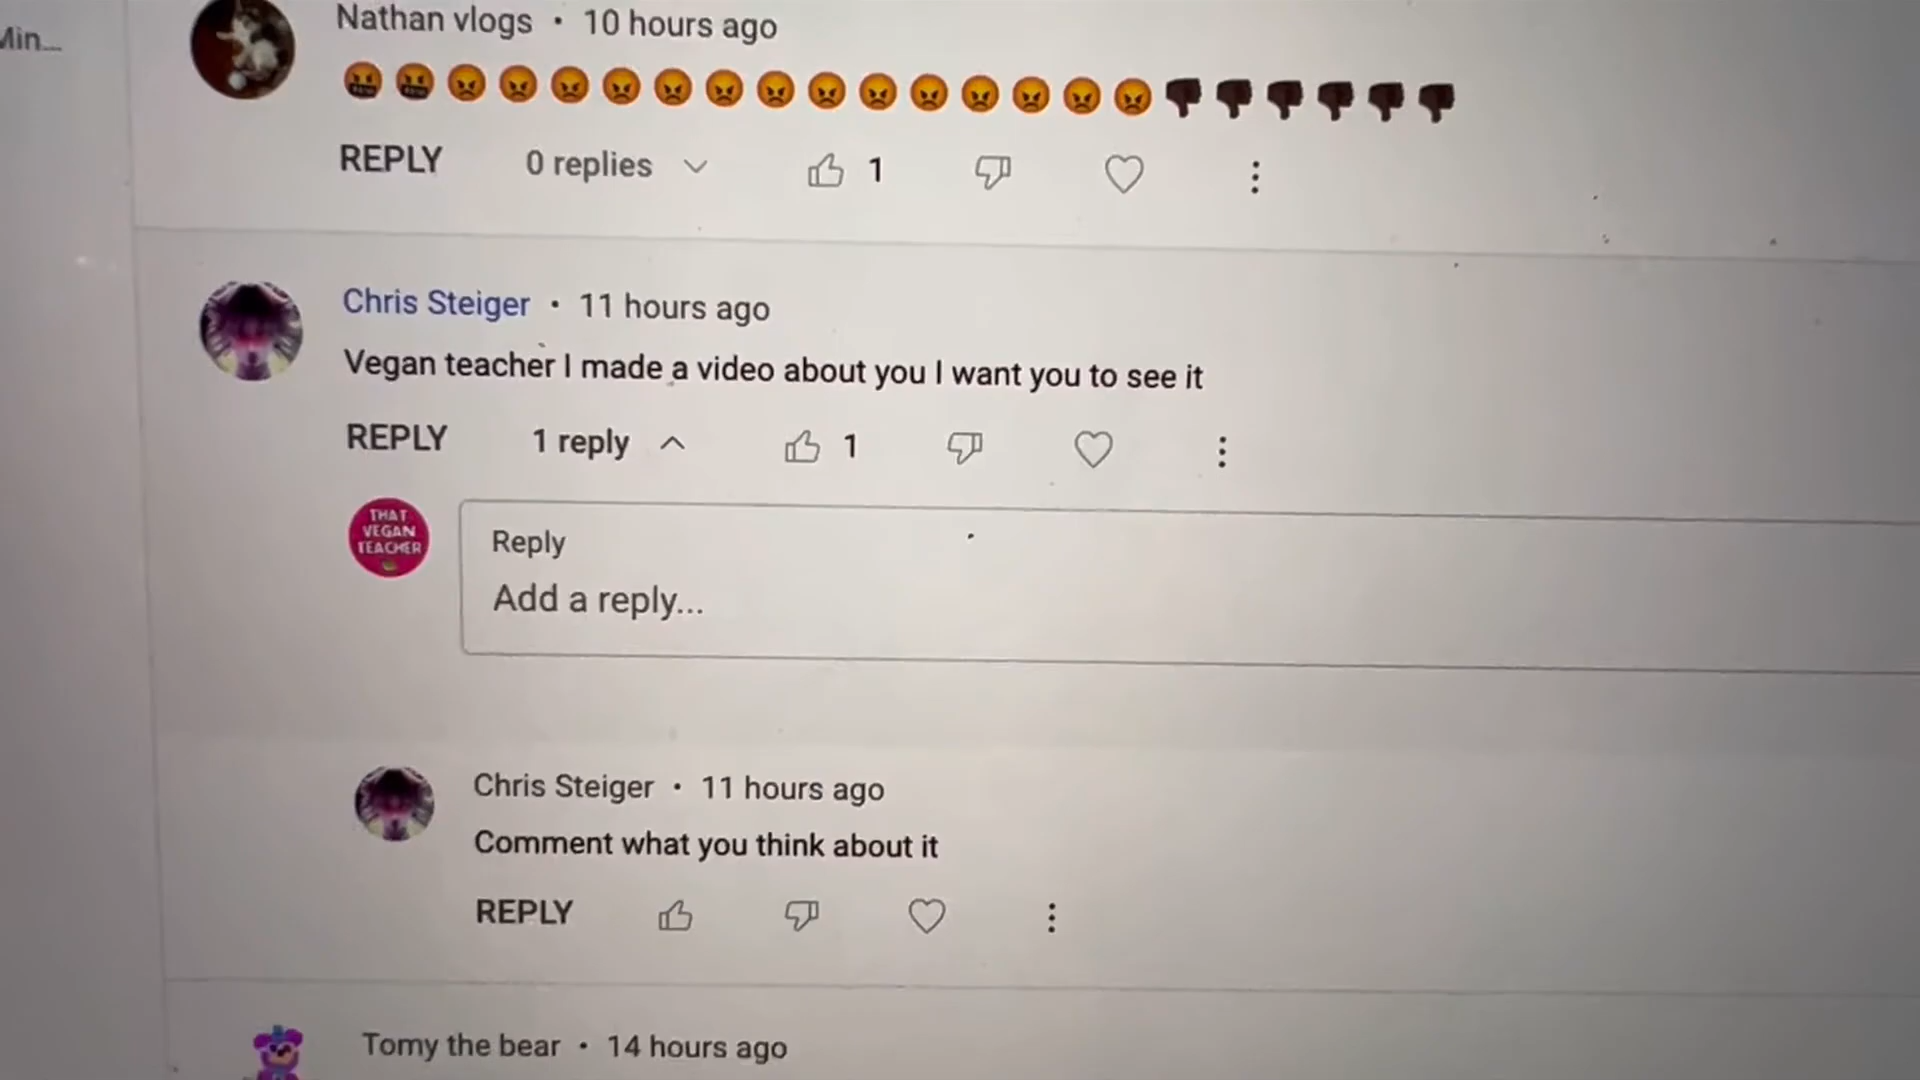 Min...
Nathan vlogs • 10 hours ago
🤬🤬😡😡😡😡😡😡😡😡😡😡😡😡😡😡👎🏿👎🏿👎🏿👎🏿👎🏿👎🏿
REPLY 0 replies 1
Chris Steiger • 11 hours ago
Vegan teacher I made a video about you I want you to see it
REPLY 1 reply 1
THAT
VEGAN
TEACHER
Reply
Add a reply...
Chris Steiger • 11 hours ago
Comment what you think about it
REPLY
Tomy the bear • 14 hours ago